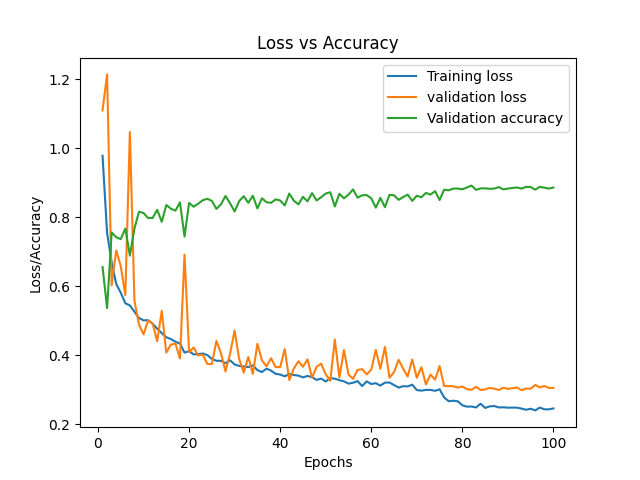 Loss vs Accuracy
Training loss
validation loss
Validation accuracy
1.2
1.0
0.8
0.6
0.4
0.2
Loss/Accuracy
0 20 40 60 80 100
Epochs